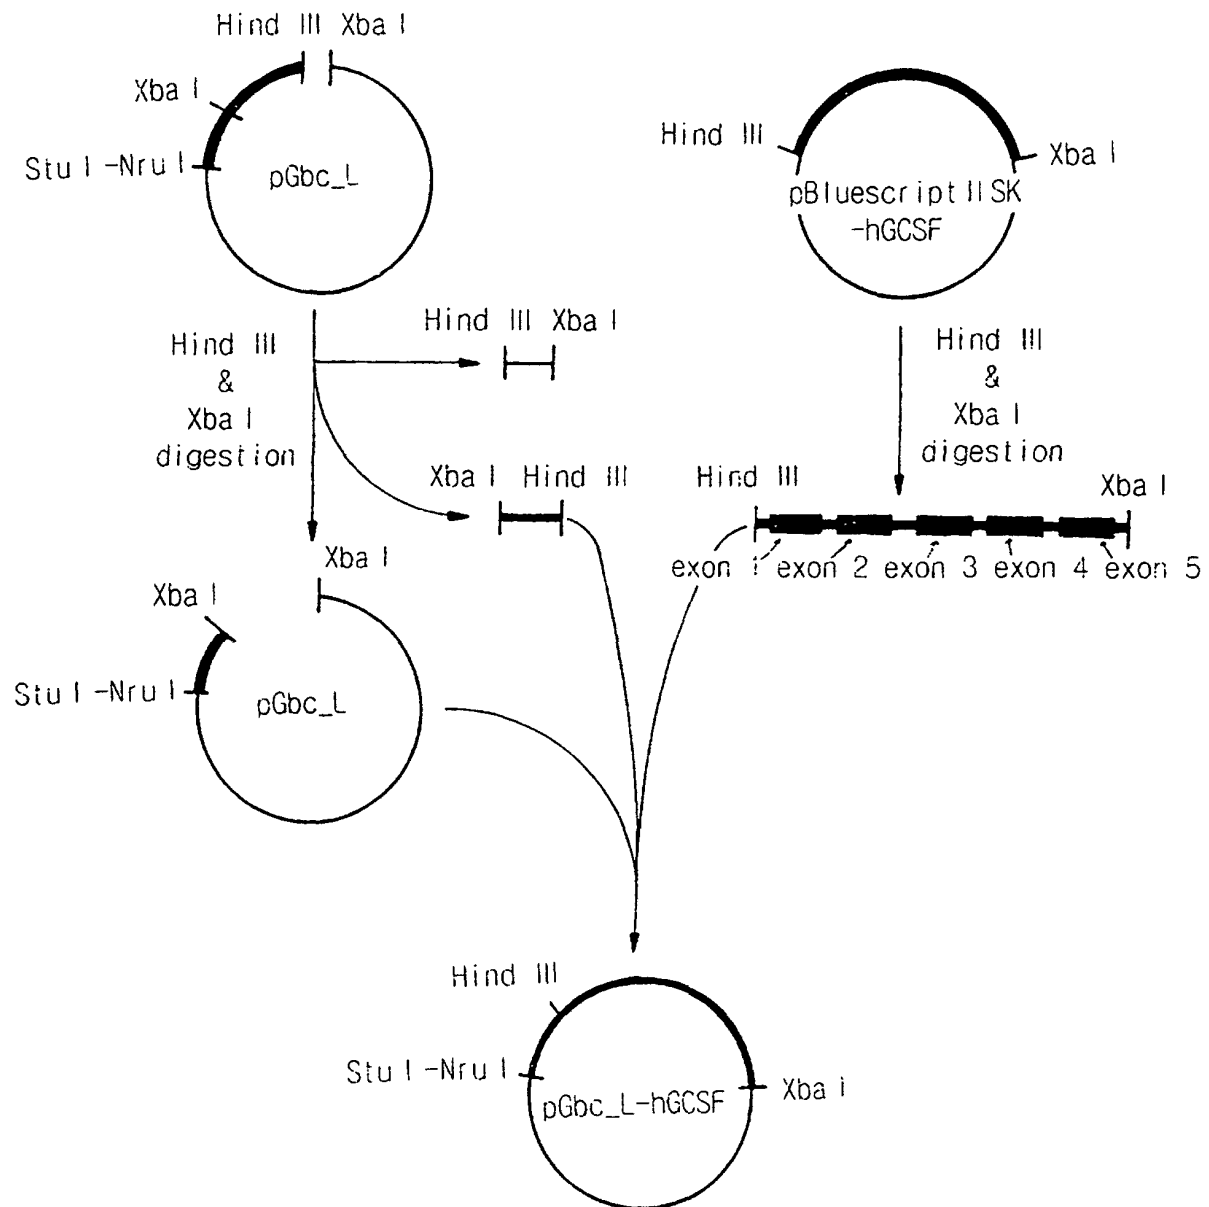 Hind III Xba I
Xba I
Stu I-Nru I
pGbc_L
Hind III
Xba I
pBluescript II SK
-hGCSF
Hind III
&
Xba I
digestion
Hind III Xba I
Xba I Hind III
Hind III
&
Xba I
digestion
Hind III
Xba I
exon 1 exon 2 exon 3 exon 4 exon 5
Xba I
Xba I
Stu I-Nru I
pGbc_L
Hind III
Stu I-Nru I
Xba I
pGbc_L-hGCSF